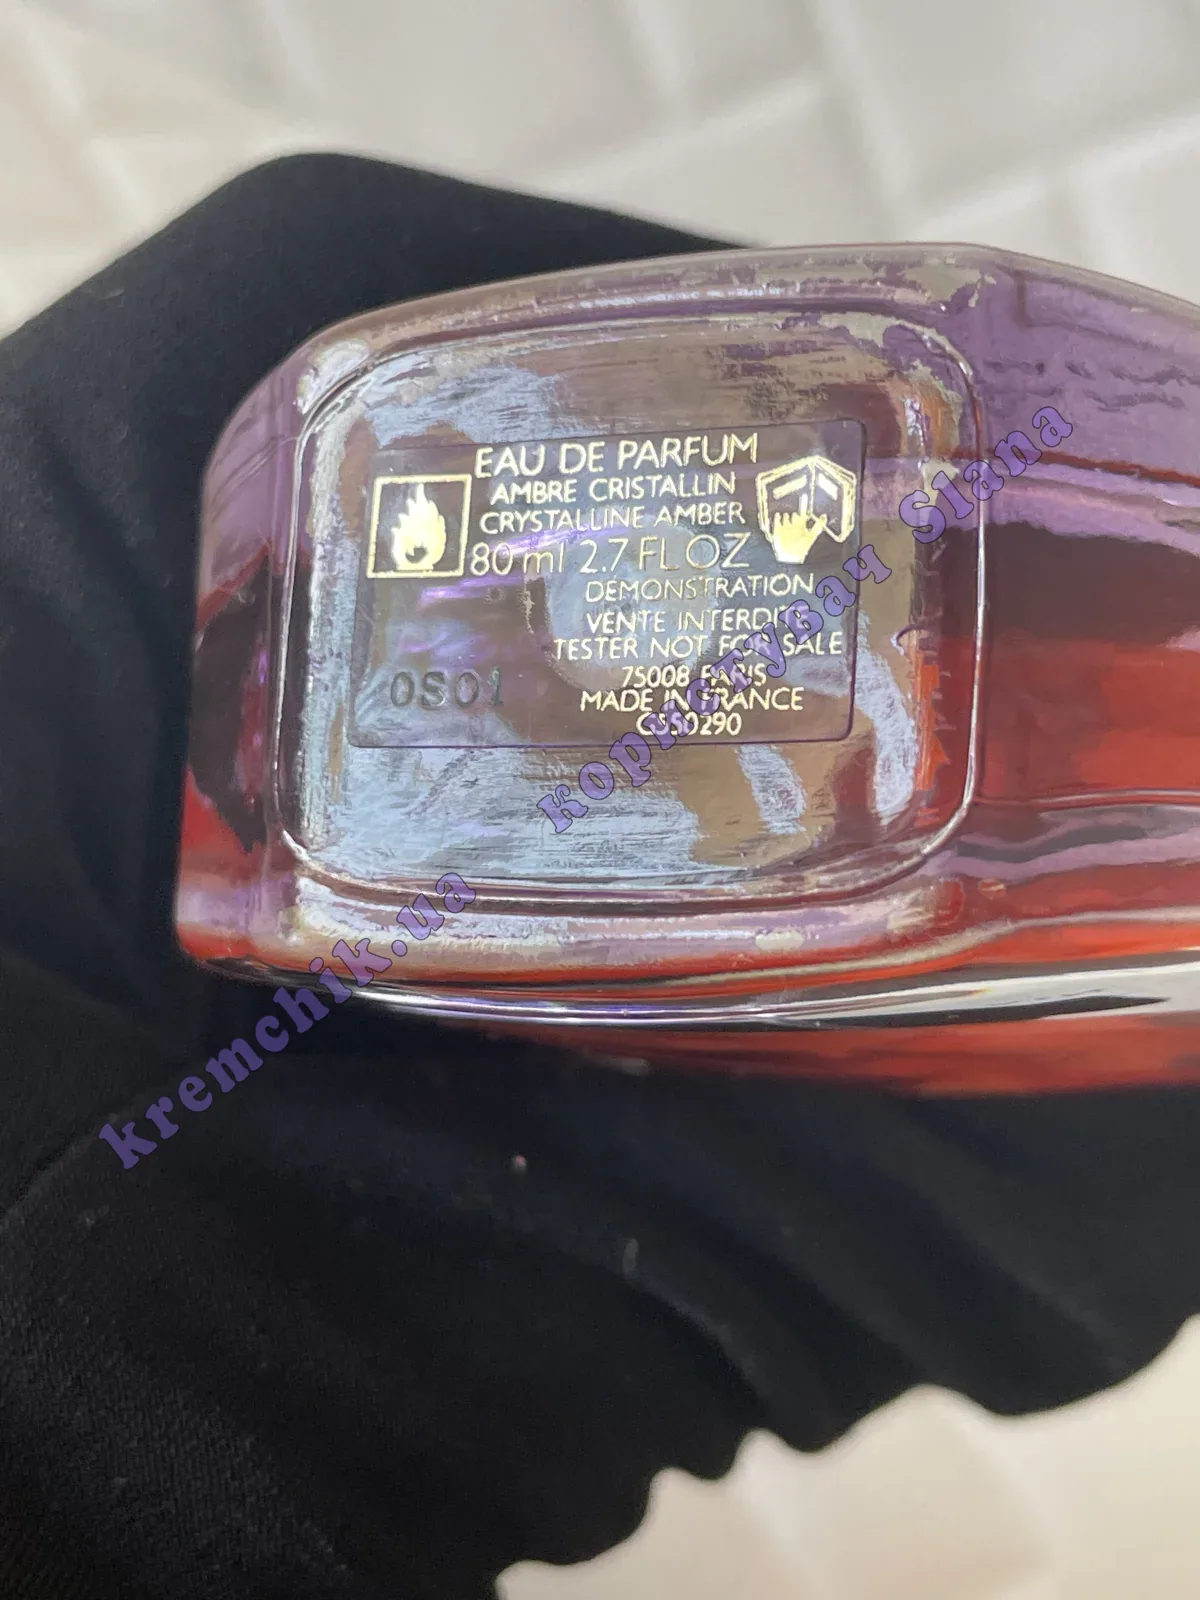 EAU DE PARFUM
AMBRE CRISTALLIN
CRYSTALLINE AMBER
80 ml 2.7 FL OZ
DÉMONSTRATION
VENTE INTERDITE
TESTER NOT FOR SALE
0S01
75008 PARIS
MADE IN FRANCE
kremchik.ua
користувач Slana